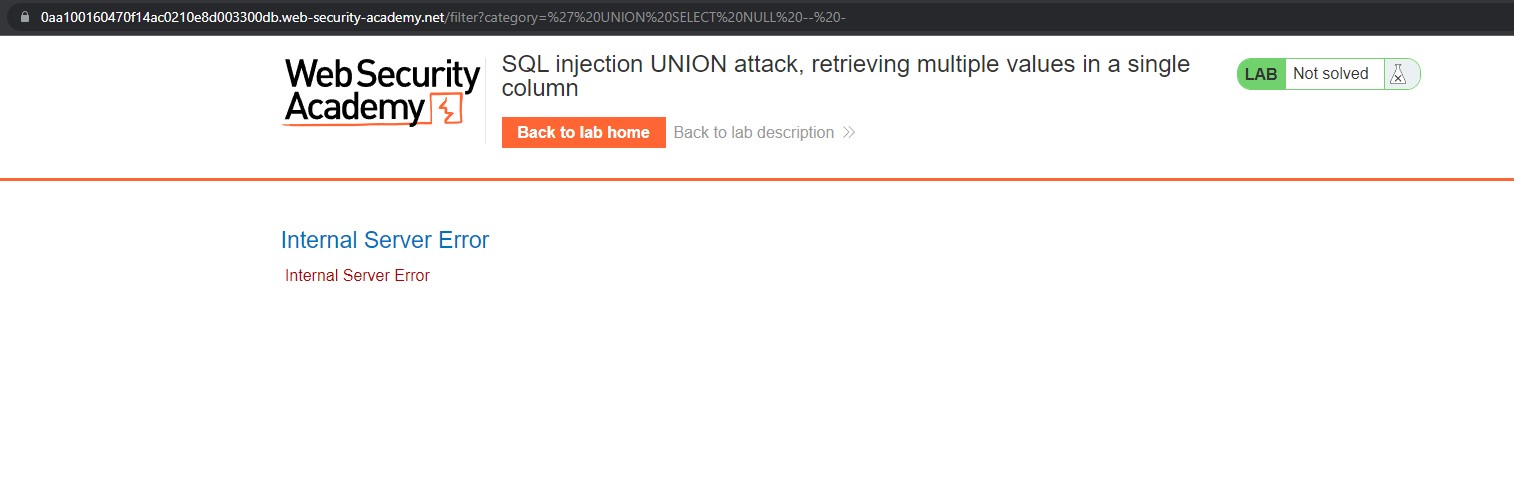 0aa100160470f14ac0210e8d003300db.web-security-academy.net/filter?category=%27%20UNION%20SELECT%20NULL%20--%20-
Web Security
Academy
SQL injection UNION attack, retrieving multiple values in a single
column
LAB Not solved
Back to lab home Back to lab description
Internal Server Error
Internal Server Error